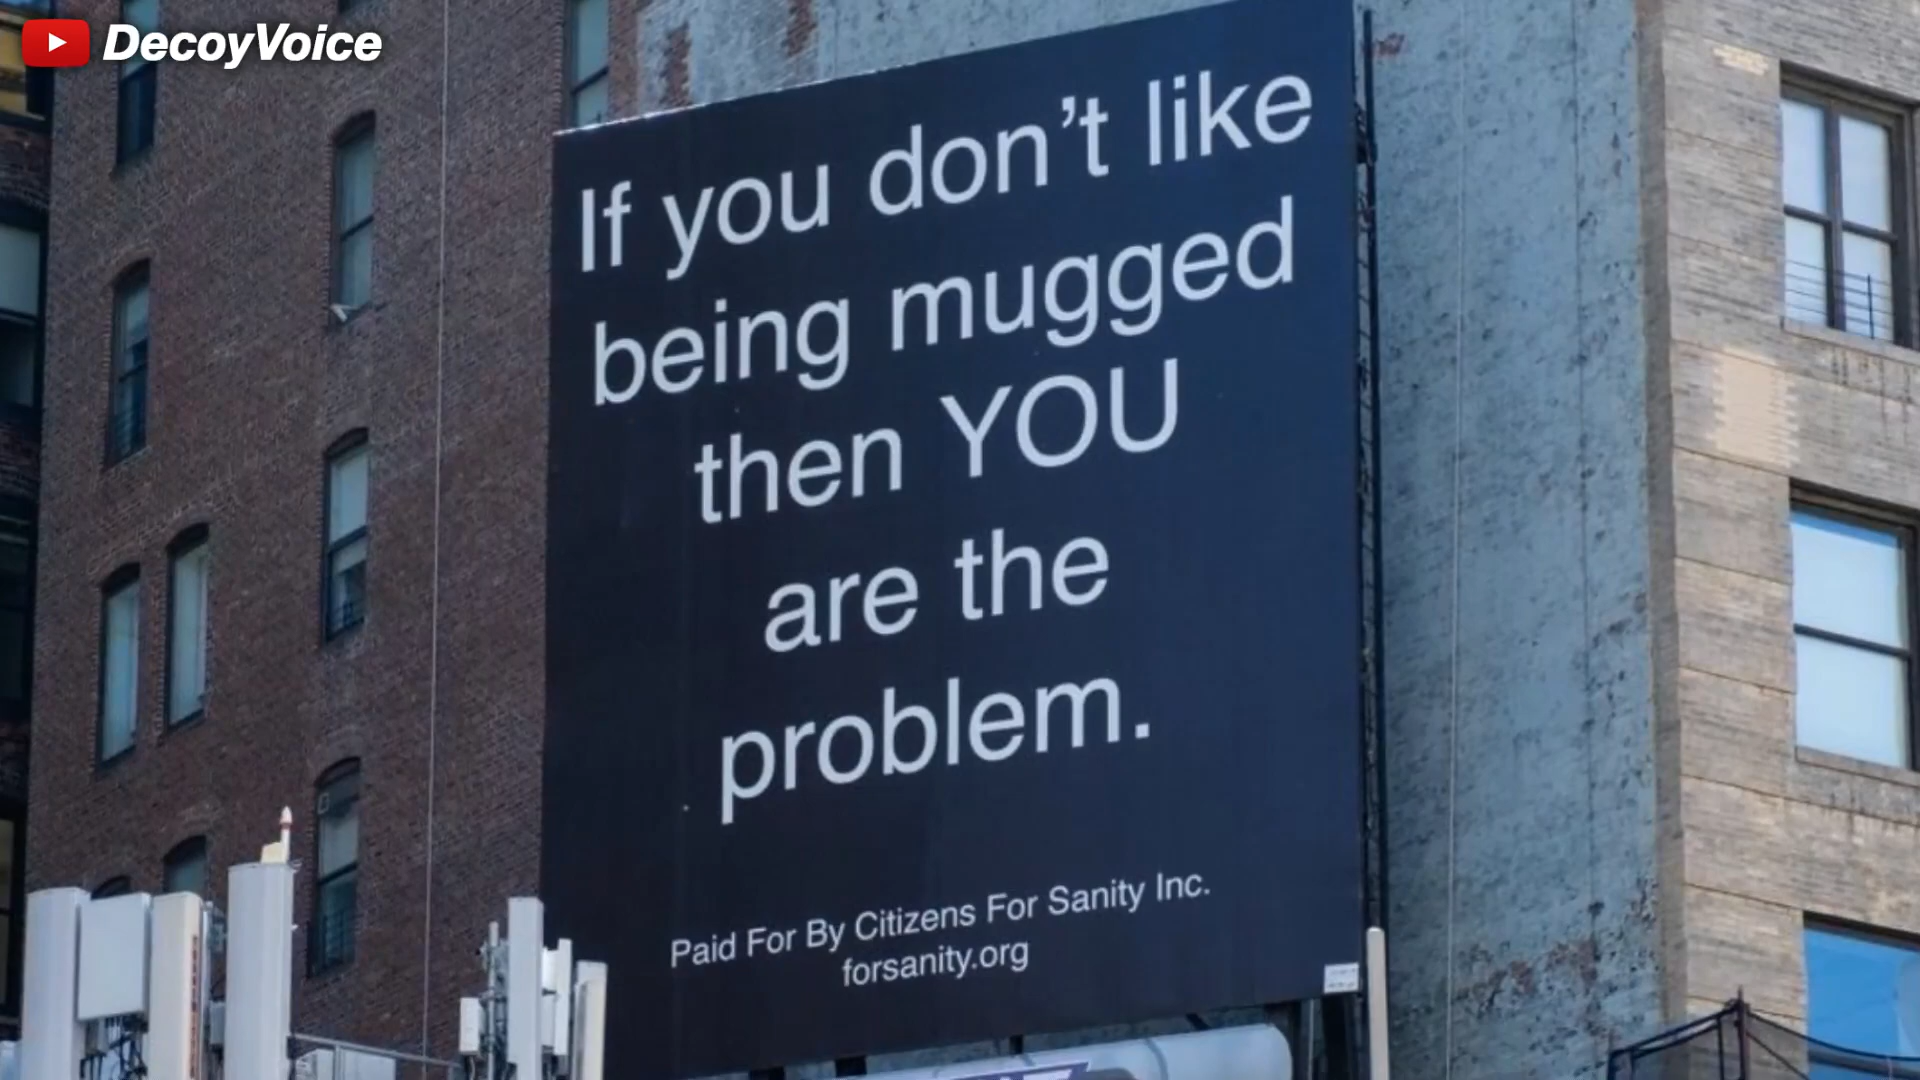 DecoyVoice
If you don't like
being mugged
then YOU
are the
problem.
Paid For By Citizens For Sanity Inc.
forsanity.org